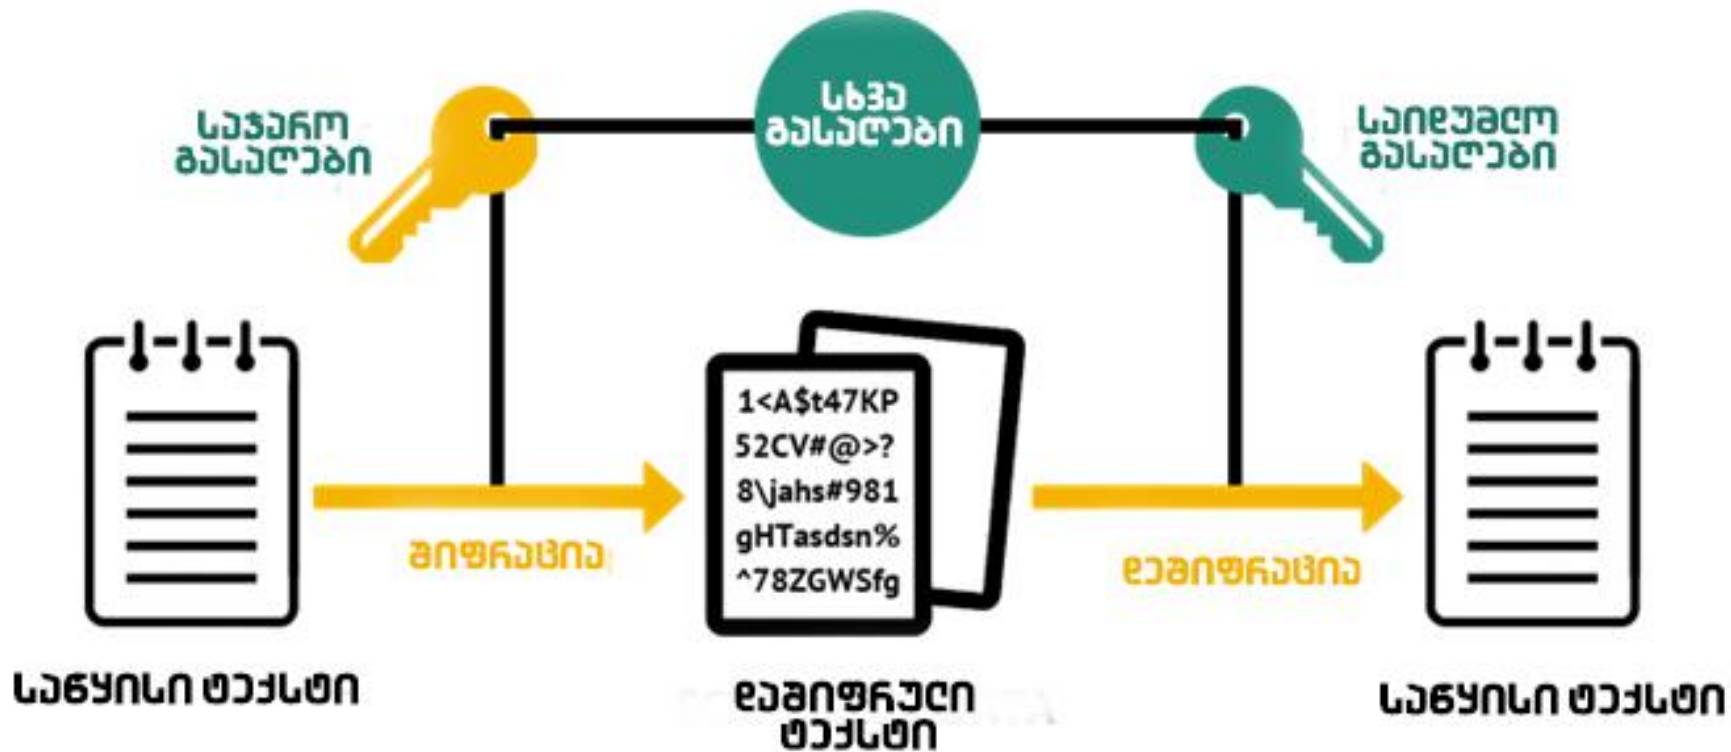 სხვა
გასაღები
საჯარო
გასაღები
საიდუმლო
გასაღები
1<A$t47KP
52CV#@>?
8\jahs#981
gHTasdsn%
^78ZGWSfg
შიფრაცია
დეშიფრაცია
საწყისი ტექსტი
დაშიფრული
ტექსტი
საწყისი ტექსტი